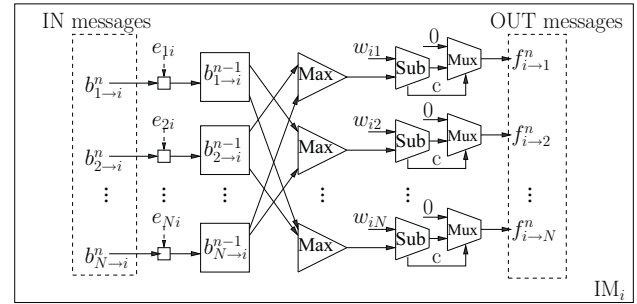 IN messages OUT messages
e_{1i} w_{i1} 0
b^n_{1→i} b^{n-1}_{1→i} Max Sub Mux f^n_{i→1}
c
e_{2i} w_{i2} 0
b^n_{2→i} b^{n-1}_{2→i} Max Sub Mux f^n_{i→2}
c
⋮ ⋮ ⋮ ⋮ ⋮ ⋮
e_{Ni} w_{iN} 0
b^n_{N→i} b^{n-1}_{N→i} Max Sub Mux f^n_{i→N}
c
IM_i